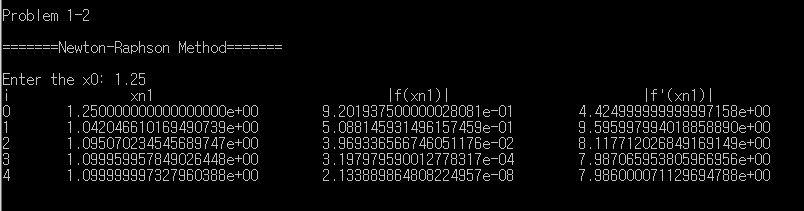 Problem 1-2
=======Newton-Raphson Method=======
Enter the x0: 1.25
i xn1 |f(xn1)| |f'(xn1)|
0 1.250000000000000000e+00 9.201937500000028081e-01 4.424999999999997158e+00
1 1.042046610169490739e+00 5.088145931496157459e-01 9.595997994018858890e+00
2 1.095070234545689747e+00 3.969336566746051176e-02 8.117712026849169149e+00
3 1.099959957849026448e+00 3.197979590012778317e-04 7.987065953805966956e+00
4 1.099999997327960388e+00 2.133889864808224957e-08 7.986000071129694788e+00